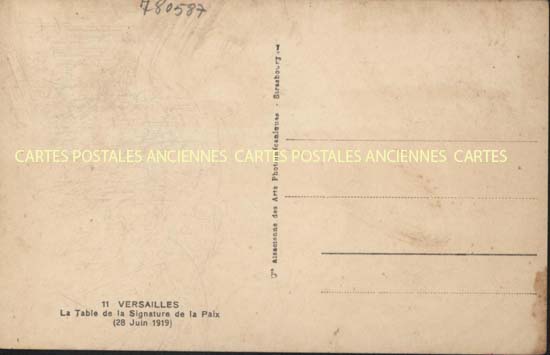 780587
CARTES POSTALES ANCIENNES CARTES POSTALES ANCIENNES CARTES
Cie Alsacienne des Arts Photomécaniques - Strasbourg
11 VERSAILLES
La Table de la Signature de la Paix
(28 Juin 1919)